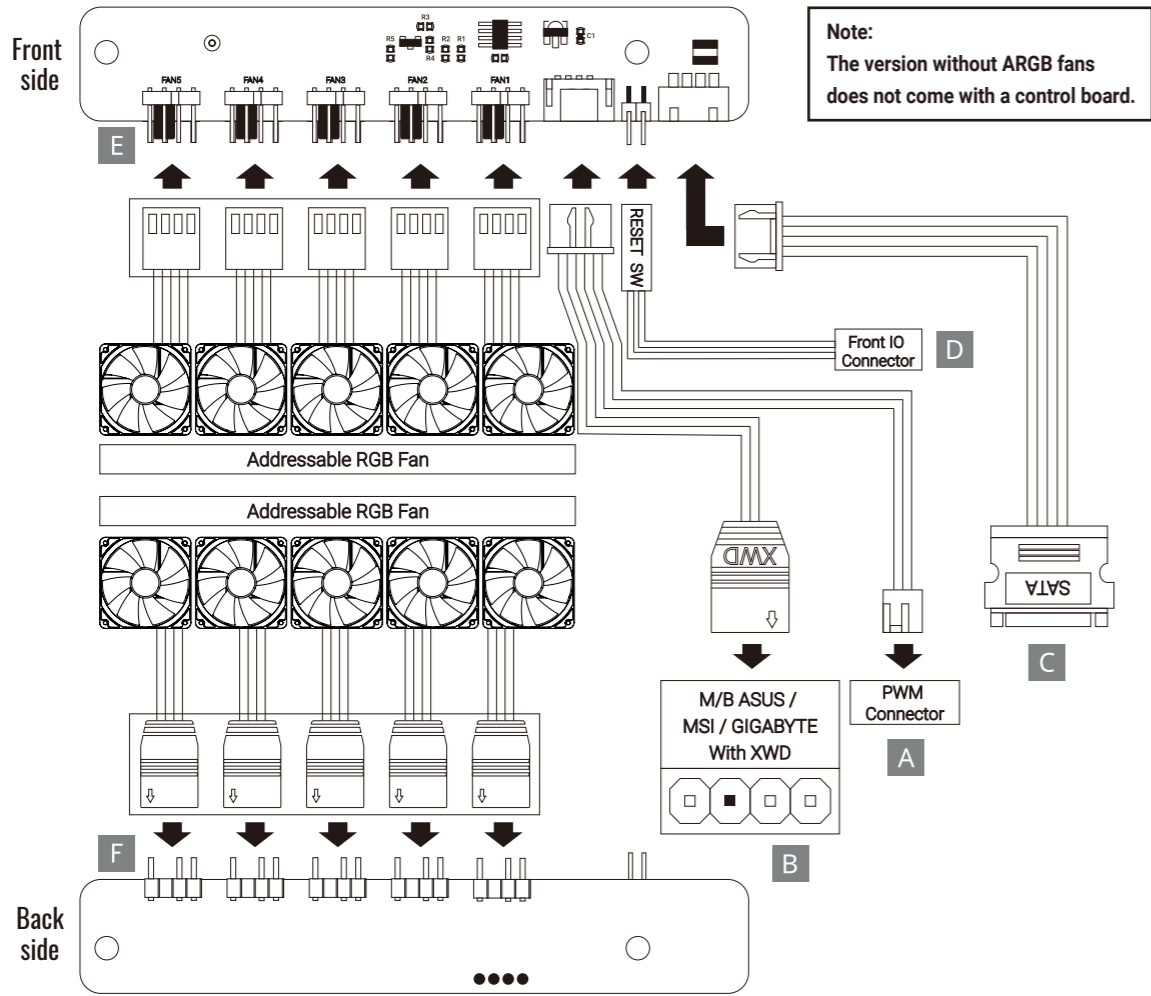 Front
side
R3
R5
R4
R2
R1
C1
FAN5
FAN4
FAN3
FAN2
FAN1
Note:
The version without ARGB fans
does not come with a control board.
E
RESET SW
Front IO
Connector
D
Addressable RGB Fan
Addressable RGB Fan
XWD
SATA
C
M/B ASUS /
MSI / GIGABYTE
With XWD
PWM
Connector
A
B
F
Back
side